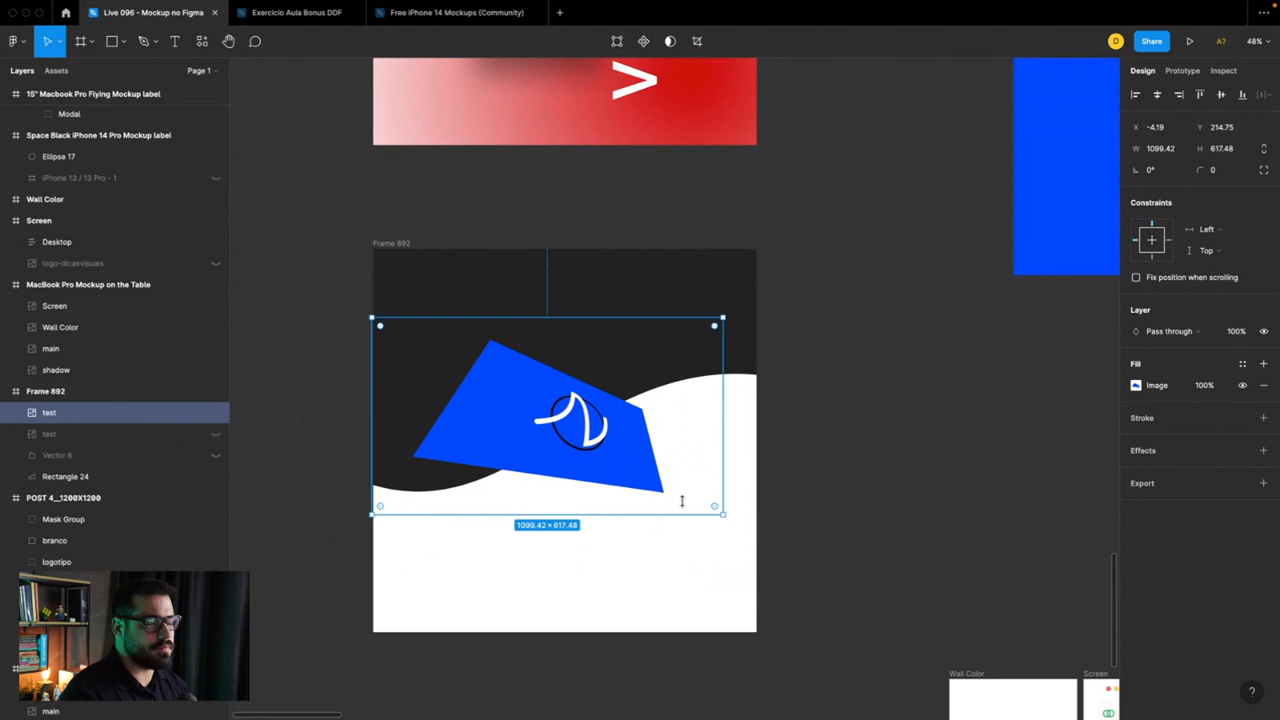 Live 096 - Mockup no Figma
Exercício Aula Bonus DDF
Free iPhone 14 Mockups (Community)
Share
A?
48%
D
Layers
Assets
Page 1
15" Macbook Pro Flying Mockup label
Modal
Space Black iPhone 14 Pro Mockup label
Ellipse 17
iPhone 13 / 13 Pro - 1
Wall Color
Screen
Desktop
logo-dicasvisuais
MacBook Pro Mockup on the Table
Screen
Wall Color
main
shadow
Frame 892
test
test
Vector 6
Rectangle 24
POST 4__1200X1200
Mask Group
branco
logotipo
main
>
Frame 892
1099.42 × 617.48
Wall Color
Screen
Design
Prototype
Inspect
X -4.19 Y 214.75
W 1099.42 H 617.48
0° 0
Constraints
Left
Top
Fix position when scrolling
Layer
Pass through 100%
Fill
Image 100%
Stroke
Effects
Export
?